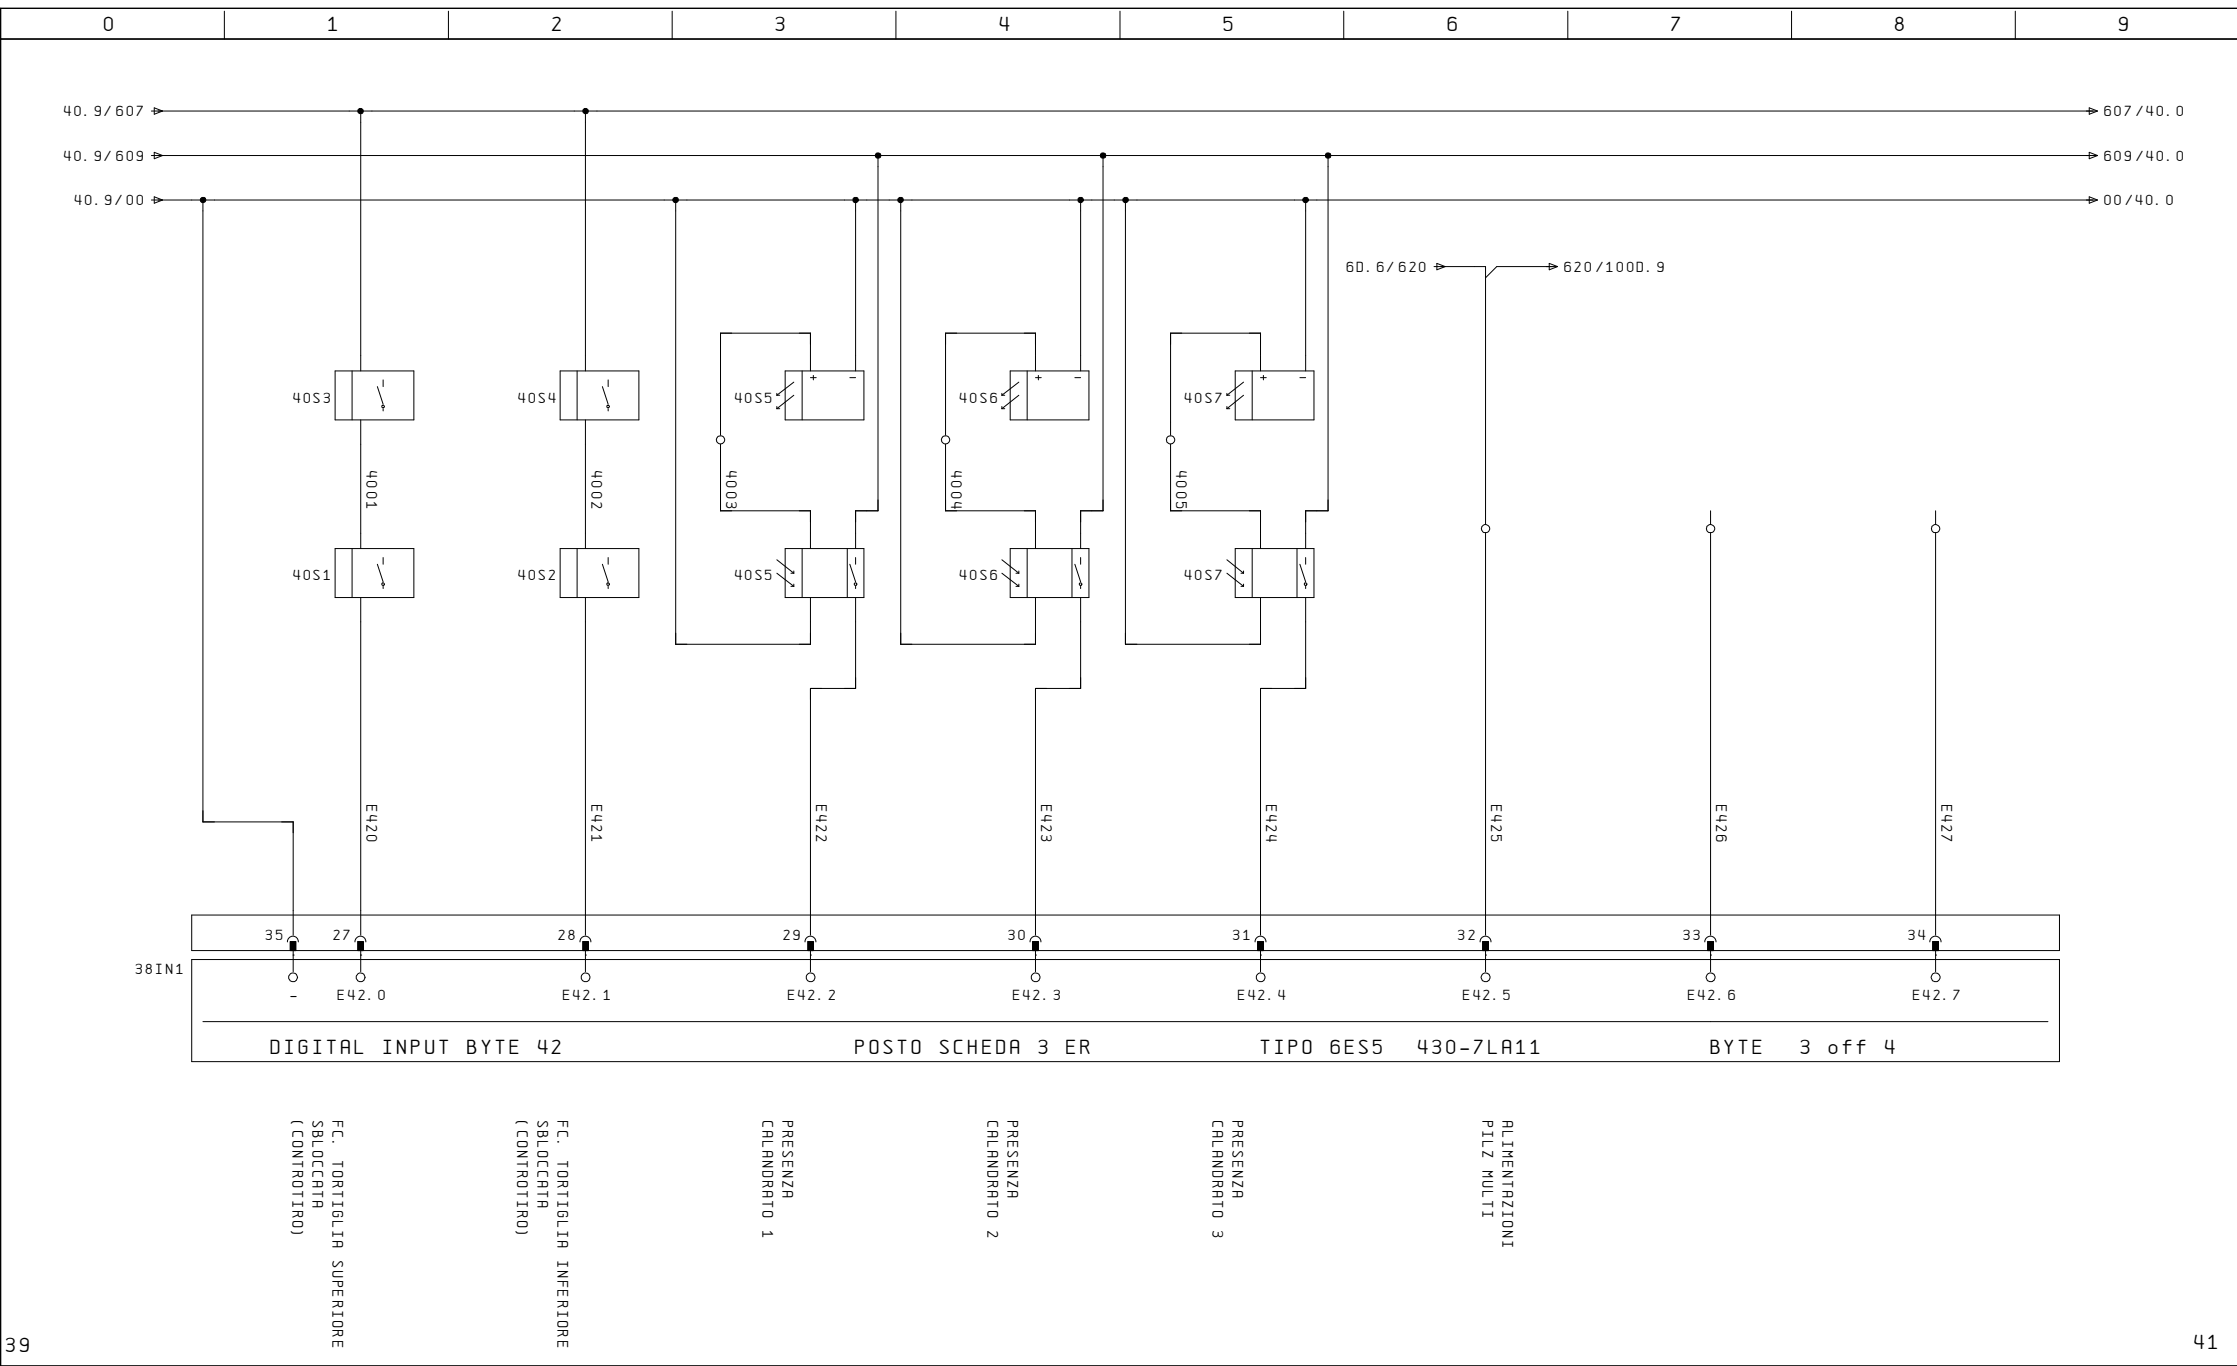 0 1 2 3 4 5 6 7 8 9
40.9/607 607/40.0
40.9/609 609/40.0
40.9/00 00/40.0
6D.6/620 620/100D.9
40S3 40S4 40S5 + - 40S6 + - 40S7 + -
4001 4002 4003 4004 4005
40S1 40S2 40S5 40S6 40S7
E420 E421 E422 E423 E424 E425 E426 E427
35 27 28 29 30 31 32 33 34
38IN1
- E42.0 E42.1 E42.2 E42.3 E42.4 E42.5 E42.6 E42.7
DIGITAL INPUT BYTE 42 POSTO SCHEDA 3 ER TIPO 6ES5 430-7LA11 BYTE 3 off 4
FC. TORTIGLIA SUPERIORE
SBLOCCATA
(CONTROTIRO)
FC. TORTIGLIA INFERIORE
SBLOCCATA
(CONTROTIRO)
PRESENZA
CALANDRATO 1
PRESENZA
CALANDRATO 2
PRESENZA
CALANDRATO 3
ALIMENTAZIONI
PILZ MULTI
39 41